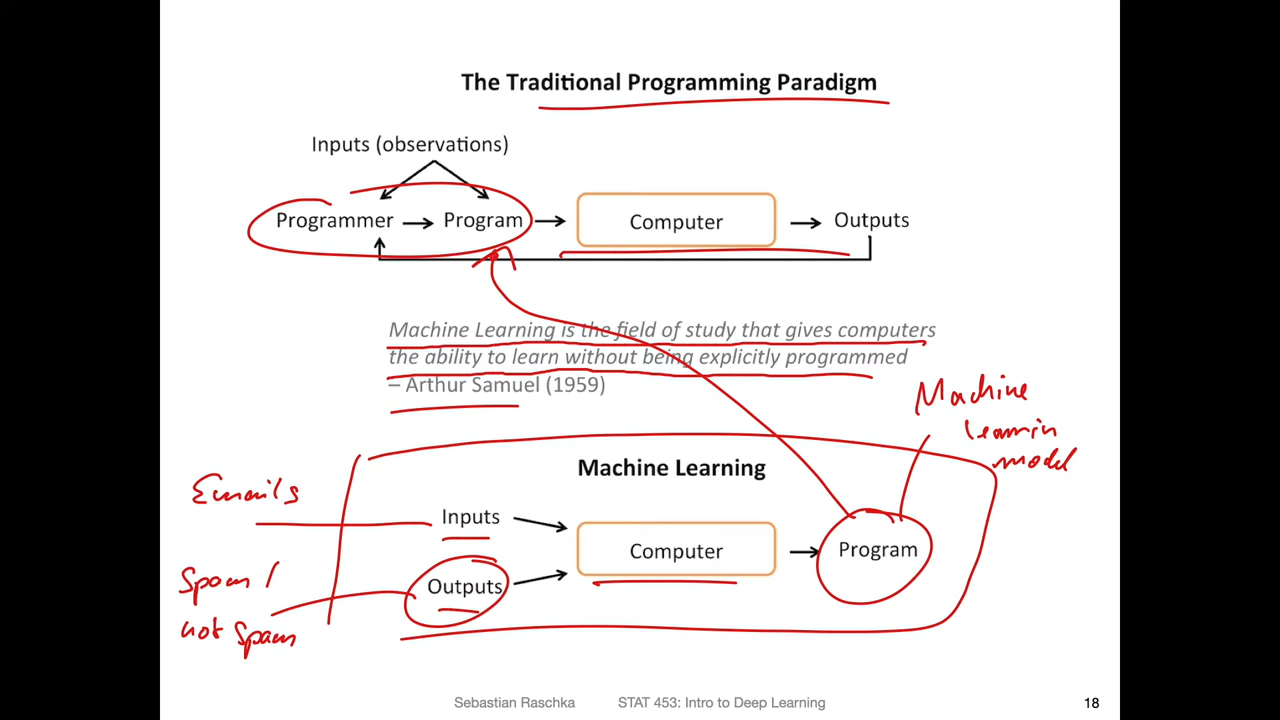 The Traditional Programming Paradigm
Inputs (observations)
Programmer
Program
Computer
Outputs
Machine Learning is the field of study that gives computers
the ability to learn without being explicitly programmed
– Arthur Samuel (1959)
Machine
learnin
model
Machine Learning
Emails
Inputs
Computer
Program
Spam /
not spam
Outputs
Sebastian Raschka
STAT 453: Intro to Deep Learning
18